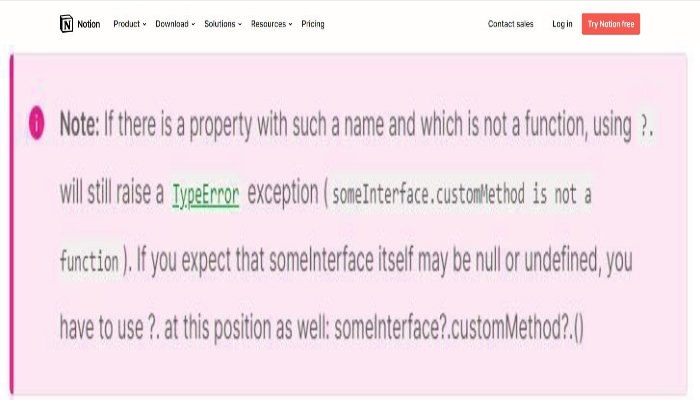 Notion Product Download Solutions Resources Pricing Contact sales Log in Try Notion free
Note: If there is a property with such a name and which is not a function, using ?.
will still raise a TypeError exception ( someInterface.customMethod is not a
function ). If you expect that someInterface itself may be null or undefined, you
have to use ?. at this position as well: someInterface?.customMethod?.()